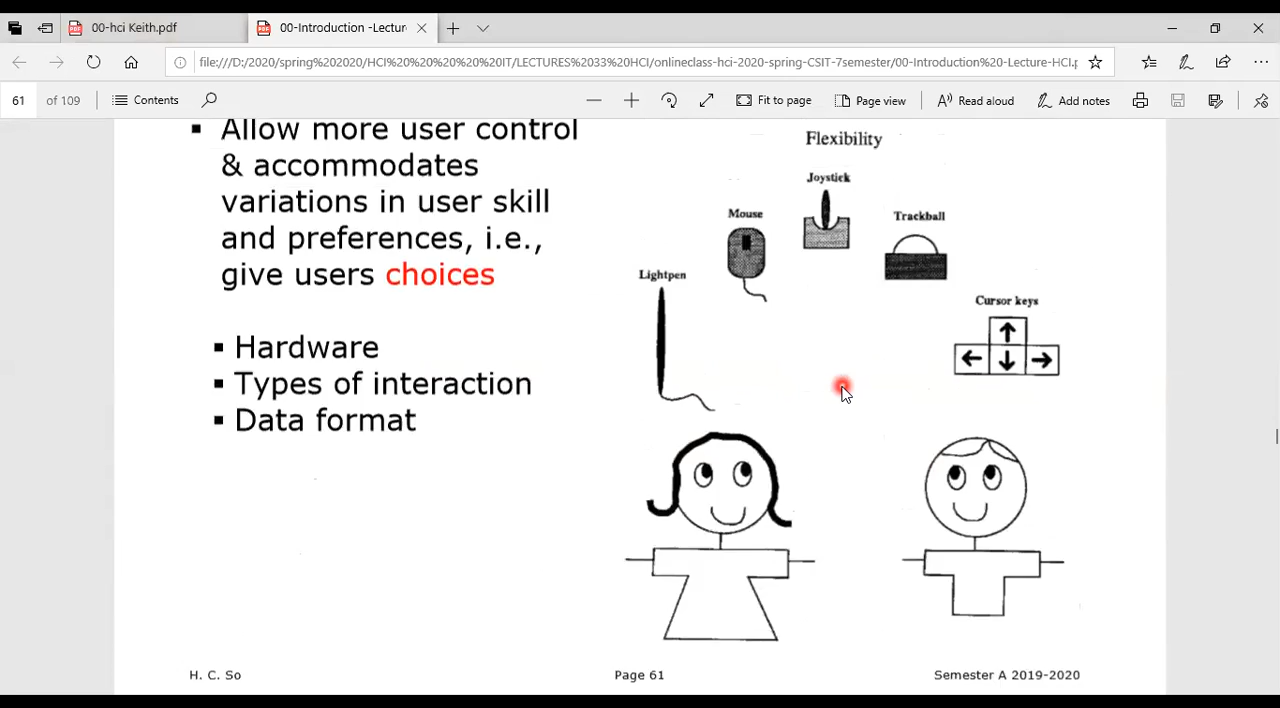 00-hci Keith.pdf
00-Introduction -Lectur
file:///D:/2020/spring%202020/HCI%20%20%20%20%20IT/LECTURES%2033%20HCI/onlineclass-hci-2020-spring-CSIT-7semester/00-Introduction%20-Lecture-HCI.p
61 of 109
Contents
Fit to page
Page view
Read aloud
Add notes
▪ Allow more user control
& accommodates
variations in user skill
and preferences, i.e.,
give users choices
▪ Hardware
▪ Types of interaction
▪ Data format
Flexibility
Joystick
Mouse
Trackball
Lightpen
Cursor keys
H. C. So
Page 61
Semester A 2019-2020